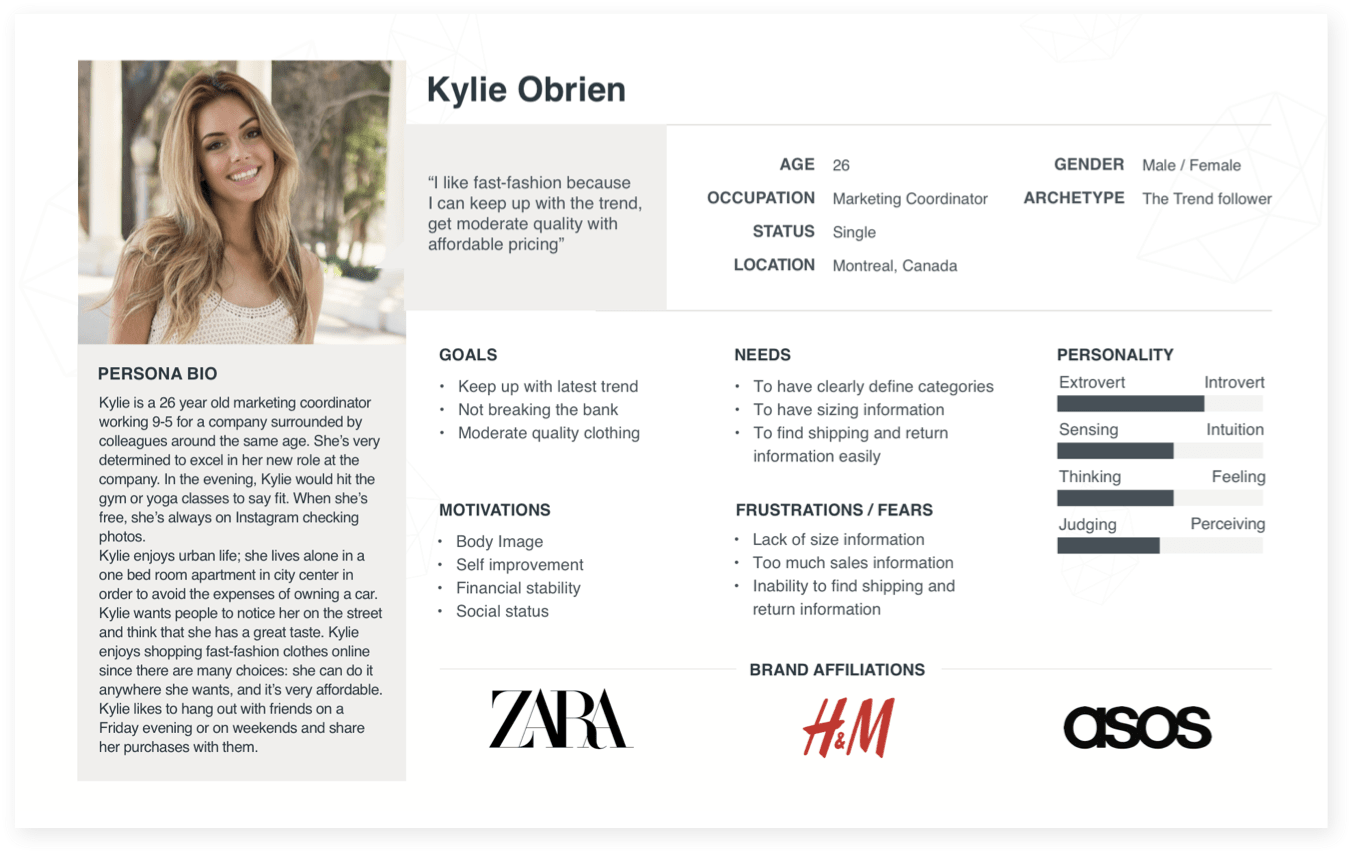 Kylie Obrien
“I like fast-fashion because
I can keep up with the trend,
get moderate quality with
affordable pricing”
AGE 26
OCCUPATION Marketing Coordinator
STATUS Single
LOCATION Montreal, Canada
GENDER Male / Female
ARCHETYPE The Trend follower
PERSONA BIO
Kylie is a 26 year old marketing coordinator
working 9-5 for a company surrounded by
colleagues around the same age. She’s very
determined to excel in her new role at the
company. In the evening, Kylie would hit the
gym or yoga classes to say fit. When she’s
free, she’s always on Instagram checking
photos.
Kylie enjoys urban life; she lives alone in a
one bed room apartment in city center in
order to avoid the expenses of owning a car.
Kylie wants people to notice her on the street
and think that she has a great taste. Kylie
enjoys shopping fast-fashion clothes online
since there are many choices: she can do it
anywhere she wants, and it’s very affordable.
Kylie likes to hang out with friends on a
Friday evening or on weekends and share
her purchases with them.
GOALS
• Keep up with latest trend
• Not breaking the bank
• Moderate quality clothing
NEEDS
• To have clearly define categories
• To have sizing information
• To find shipping and return
information easily
PERSONALITY
Extrovert Introvert
Sensing Intuition
Thinking Feeling
Judging Perceiving
MOTIVATIONS
• Body Image
• Self improvement
• Financial stability
• Social status
FRUSTRATIONS / FEARS
• Lack of size information
• Too much sales information
• Inability to find shipping and
return information
BRAND AFFILIATIONS
ZARA
H&M
asos